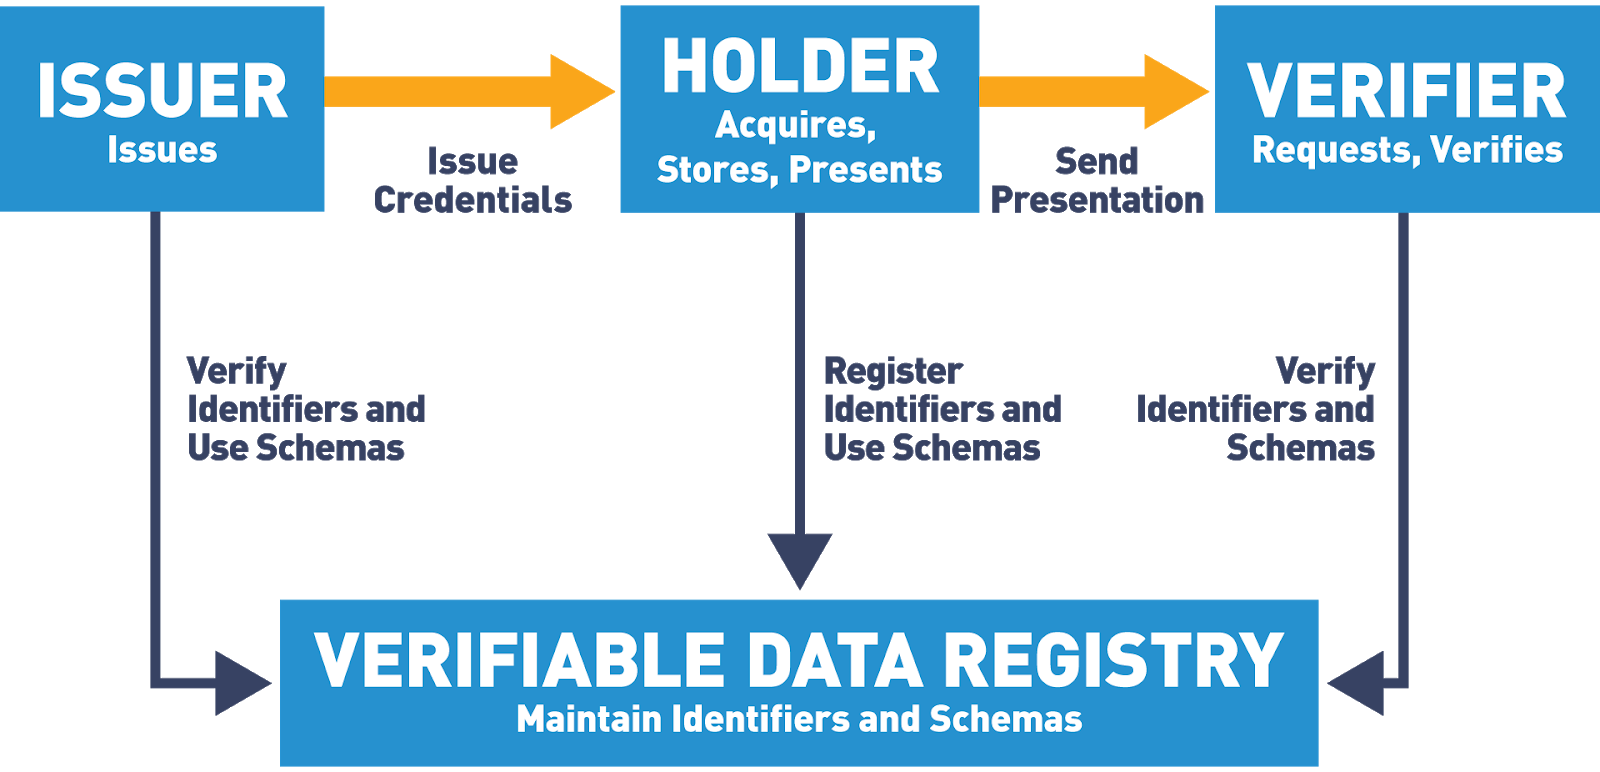 ISSUER
Issues
Issue
Credentials
HOLDER
Acquires,
Stores, Presents
Send
Presentation
VERIFIER
Requests, Verifies
Verify
Identifiers and
Use Schemas
Register
Identifiers and
Use Schemas
Verify
Identifiers and
Schemas
VERIFIABLE DATA REGISTRY
Maintain Identifiers and Schemas